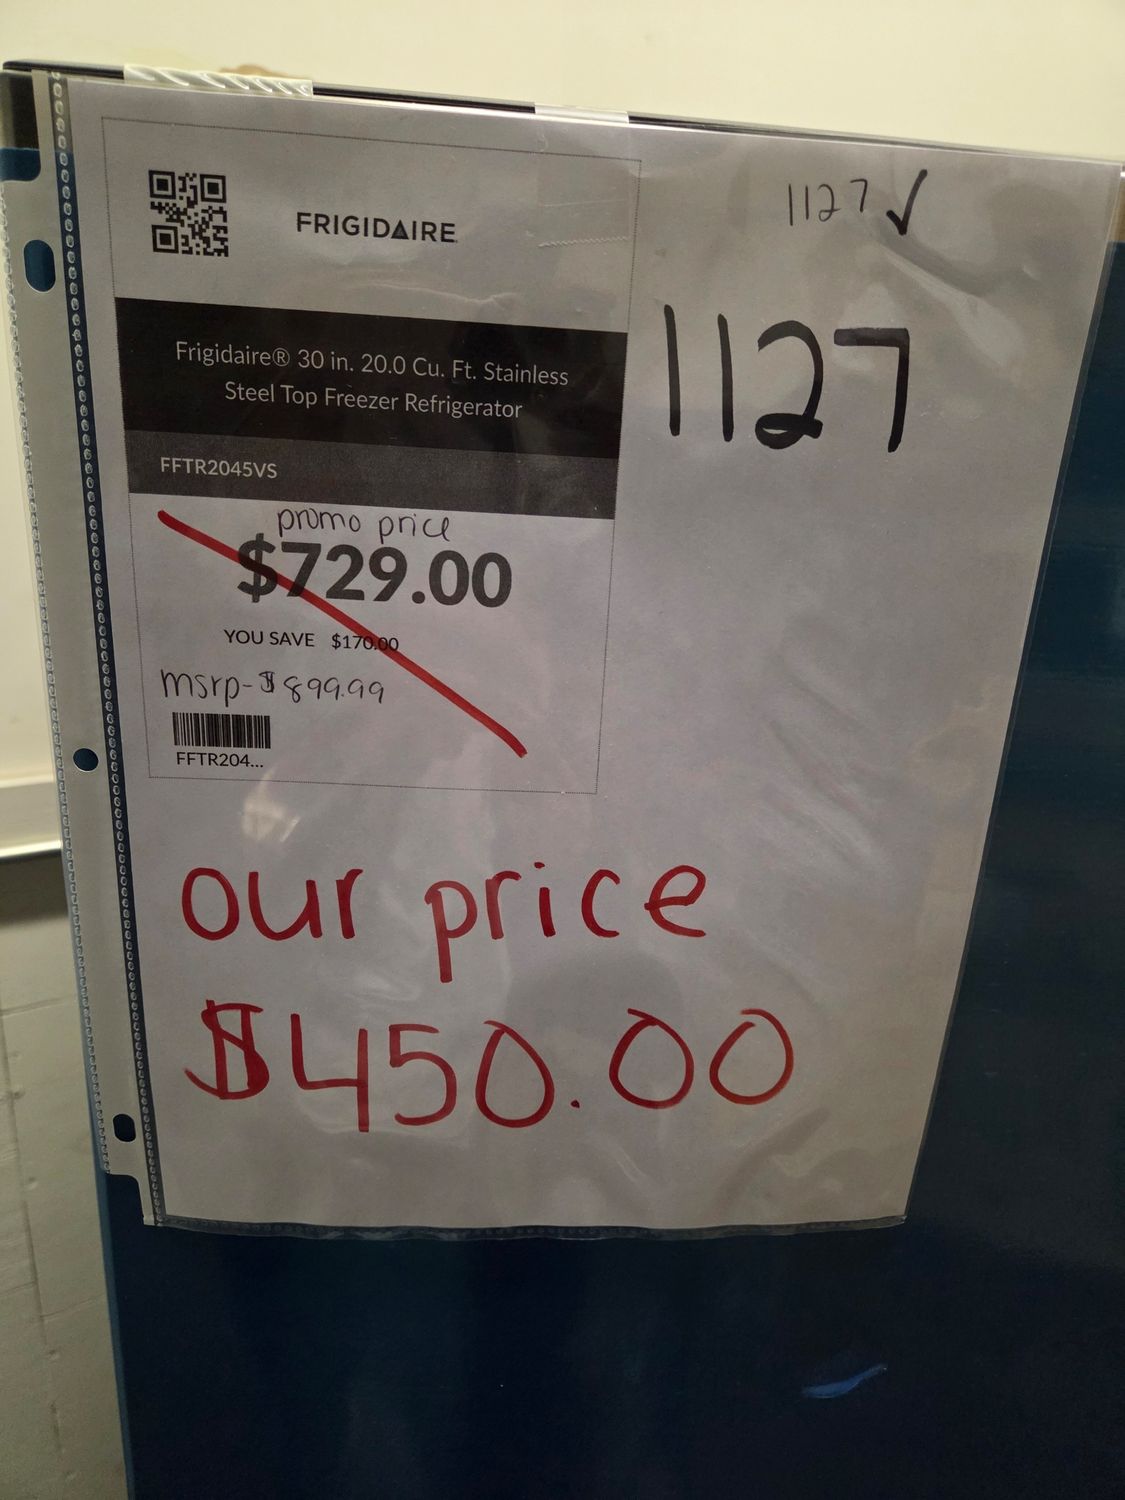 FRIGIDAIRE
1127 ✓
1127
Frigidaire® 30 in. 20.0 Cu. Ft. Stainless
Steel Top Freezer Refrigerator
FFTR2045VS
promo price
$729.00
YOU SAVE $170.00
msrp-$899.99
FFTR204...
our price
$450.00